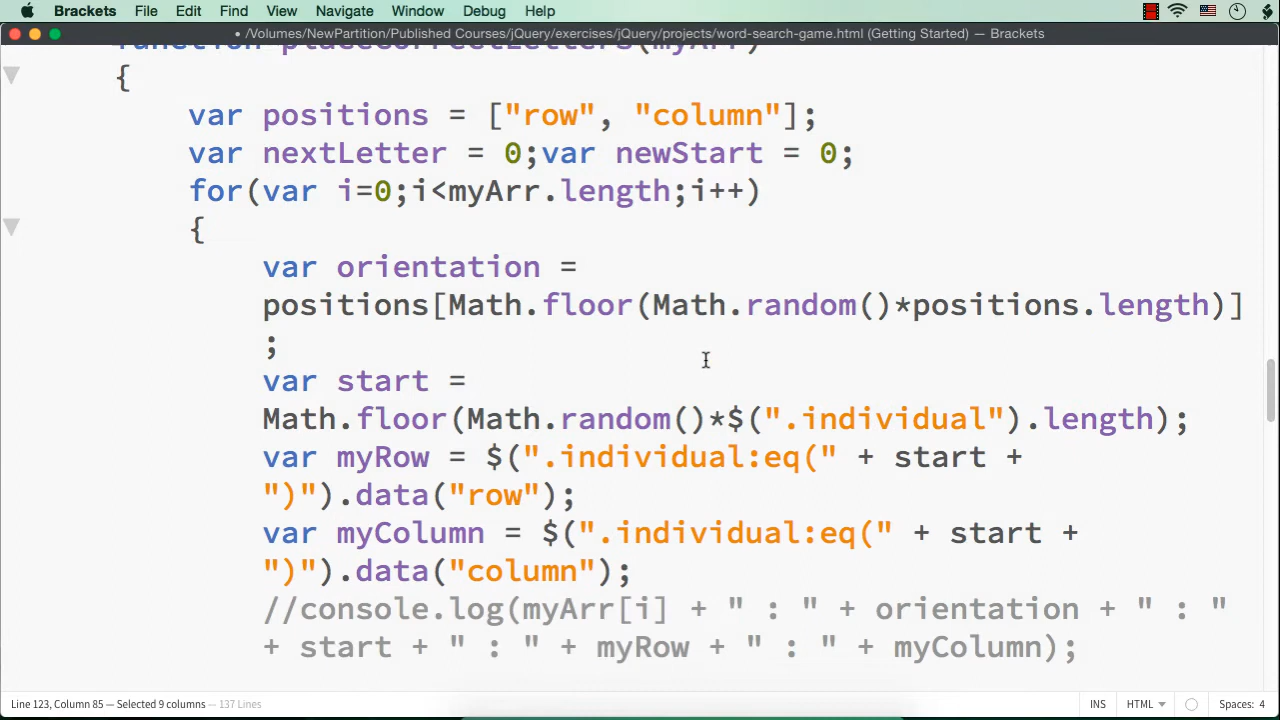 Brackets File Edit Find View Navigate Window Debug Help
• /Volumes/NewPartition/Published Courses/jQuery/exercises/jQuery/projects/word-search-game.html (Getting Started) — Brackets
function placeCorrectLetters(myArr)
{
var positions = ["row", "column"];
var nextLetter = 0;var newStart = 0;
for(var i=0;i<myArr.length;i++)
{
var orientation =
positions[Math.floor(Math.random()*positions.length)]
;
var start =
Math.floor(Math.random()*$(".individual").length);
var myRow = $(".individual:eq(" + start +
")").data("row");
var myColumn = $(".individual:eq(" + start +
")").data("column");
//console.log(myArr[i] + " : " + orientation + " : "
+ start + " : " + myRow + " : " + myColumn);
Line 123, Column 85 — Selected 9 columns — 137 Lines INS HTML Spaces: 4